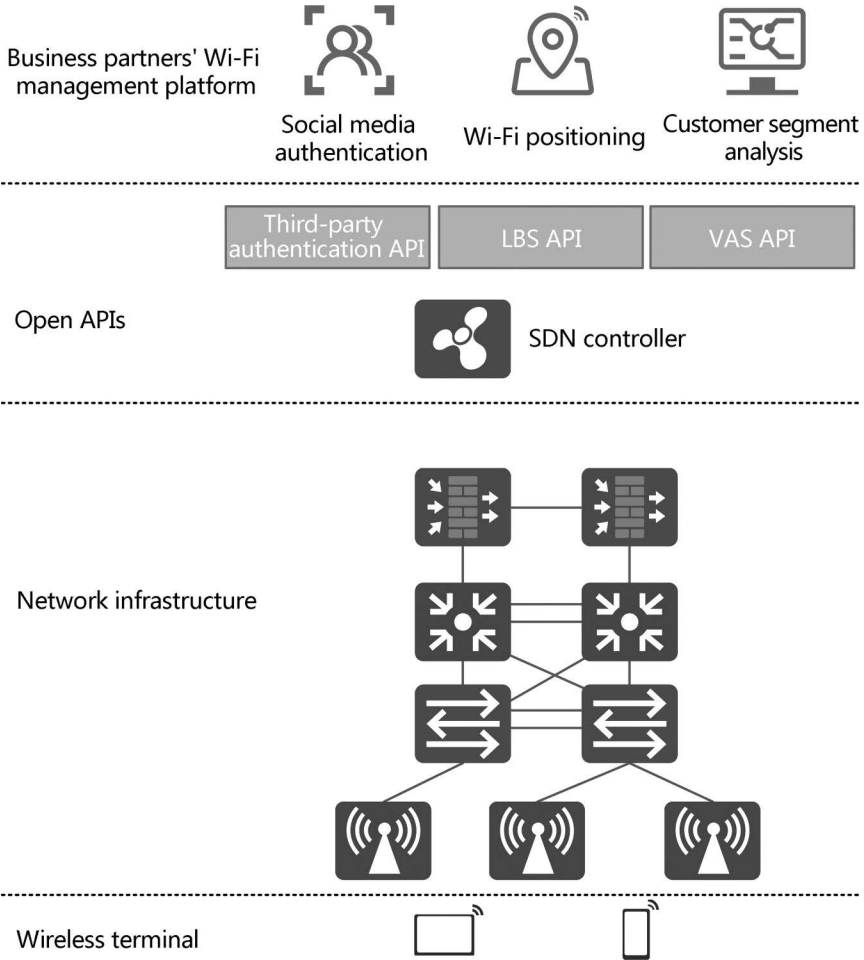 Business partners' Wi-Fi
management platform
Social media
authentication
Wi-Fi positioning
Customer segment
analysis
Third-party
authentication API
LBS API
VAS API
Open APIs
SDN controller
Network infrastructure
Wireless terminal